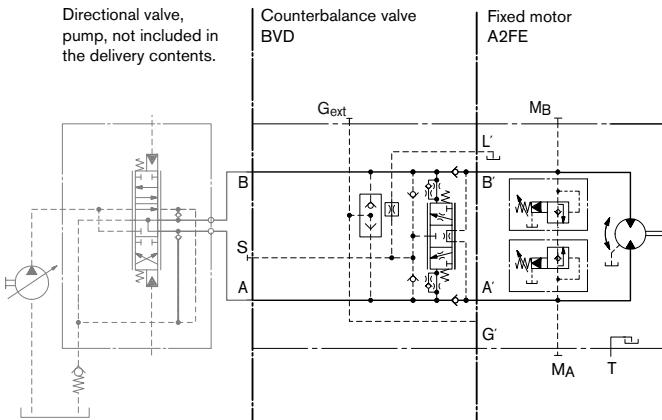 Directional valve,
pump, not included in
the delivery contents.
Counterbalance valve
BVD
Fixed motor
A2FE
Gext
MB
L′
B
B′
S
A
A′
G′
MA
T